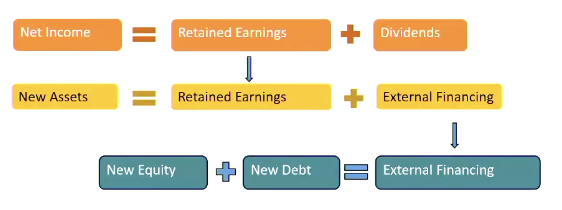 Net Income = Retained Earnings + Dividends
New Assets = Retained Earnings + External Financing
New Equity + New Debt = External Financing